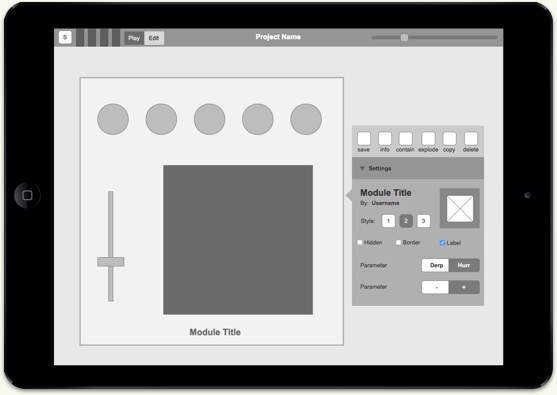 S
Play Edit
Project Name
save info contain explode copy delete
Settings
Module Title
By: Username
Style: 1 2 3
Hidden Border Label
Parameter Derp Hurr
Parameter - +
Module Title